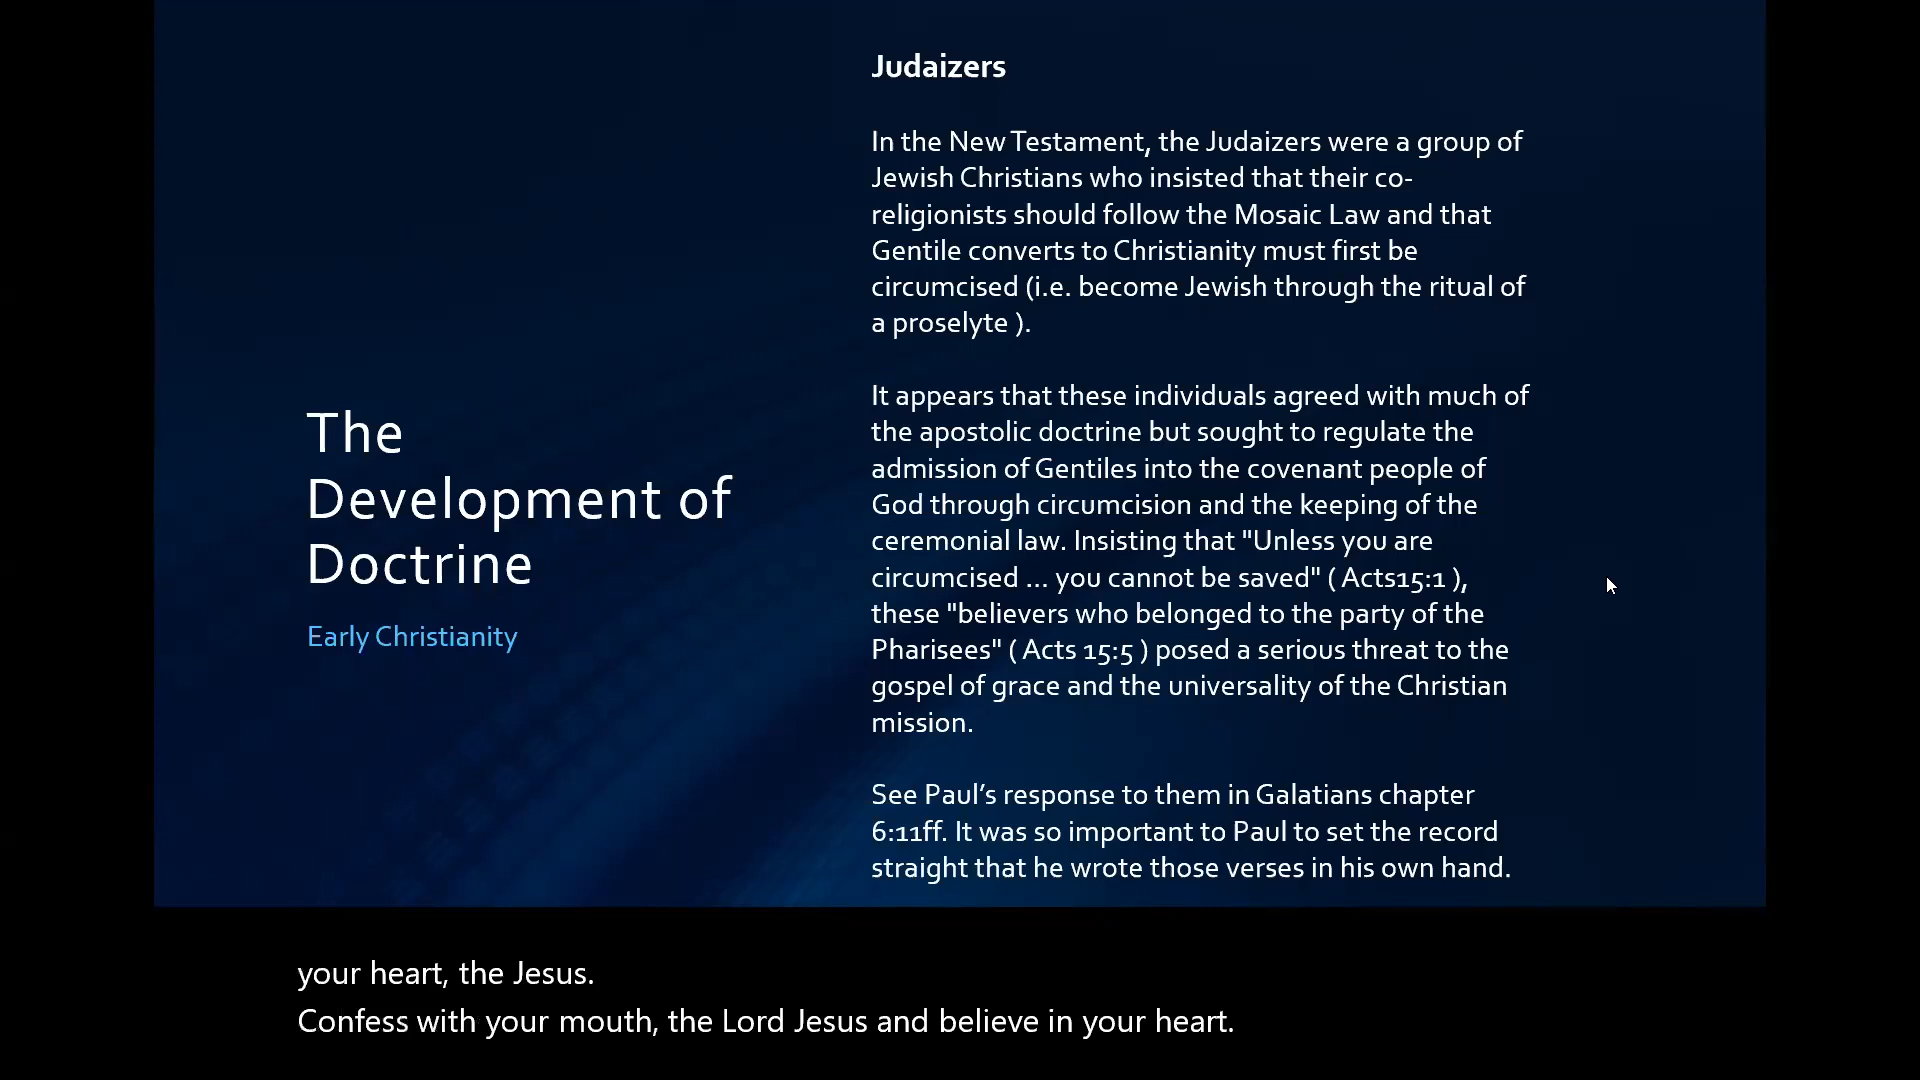 Judaizers
In the New Testament, the Judaizers were a group of
Jewish Christians who insisted that their co-
religionists should follow the Mosaic Law and that
Gentile converts to Christianity must first be
circumcised (i.e. become Jewish through the ritual of
a proselyte ).
It appears that these individuals agreed with much of
the apostolic doctrine but sought to regulate the
admission of Gentiles into the covenant people of
God through circumcision and the keeping of the
ceremonial law. Insisting that "Unless you are
circumcised ... you cannot be saved" ( Acts15:1 ),
these "believers who belonged to the party of the
Pharisees" ( Acts 15:5 ) posed a serious threat to the
gospel of grace and the universality of the Christian
mission.
See Paul’s response to them in Galatians chapter
6:11ff. It was so important to Paul to set the record
straight that he wrote those verses in his own hand.
The
Development of
Doctrine
Early Christianity
your heart, the Jesus.
Confess with your mouth, the Lord Jesus and believe in your heart.